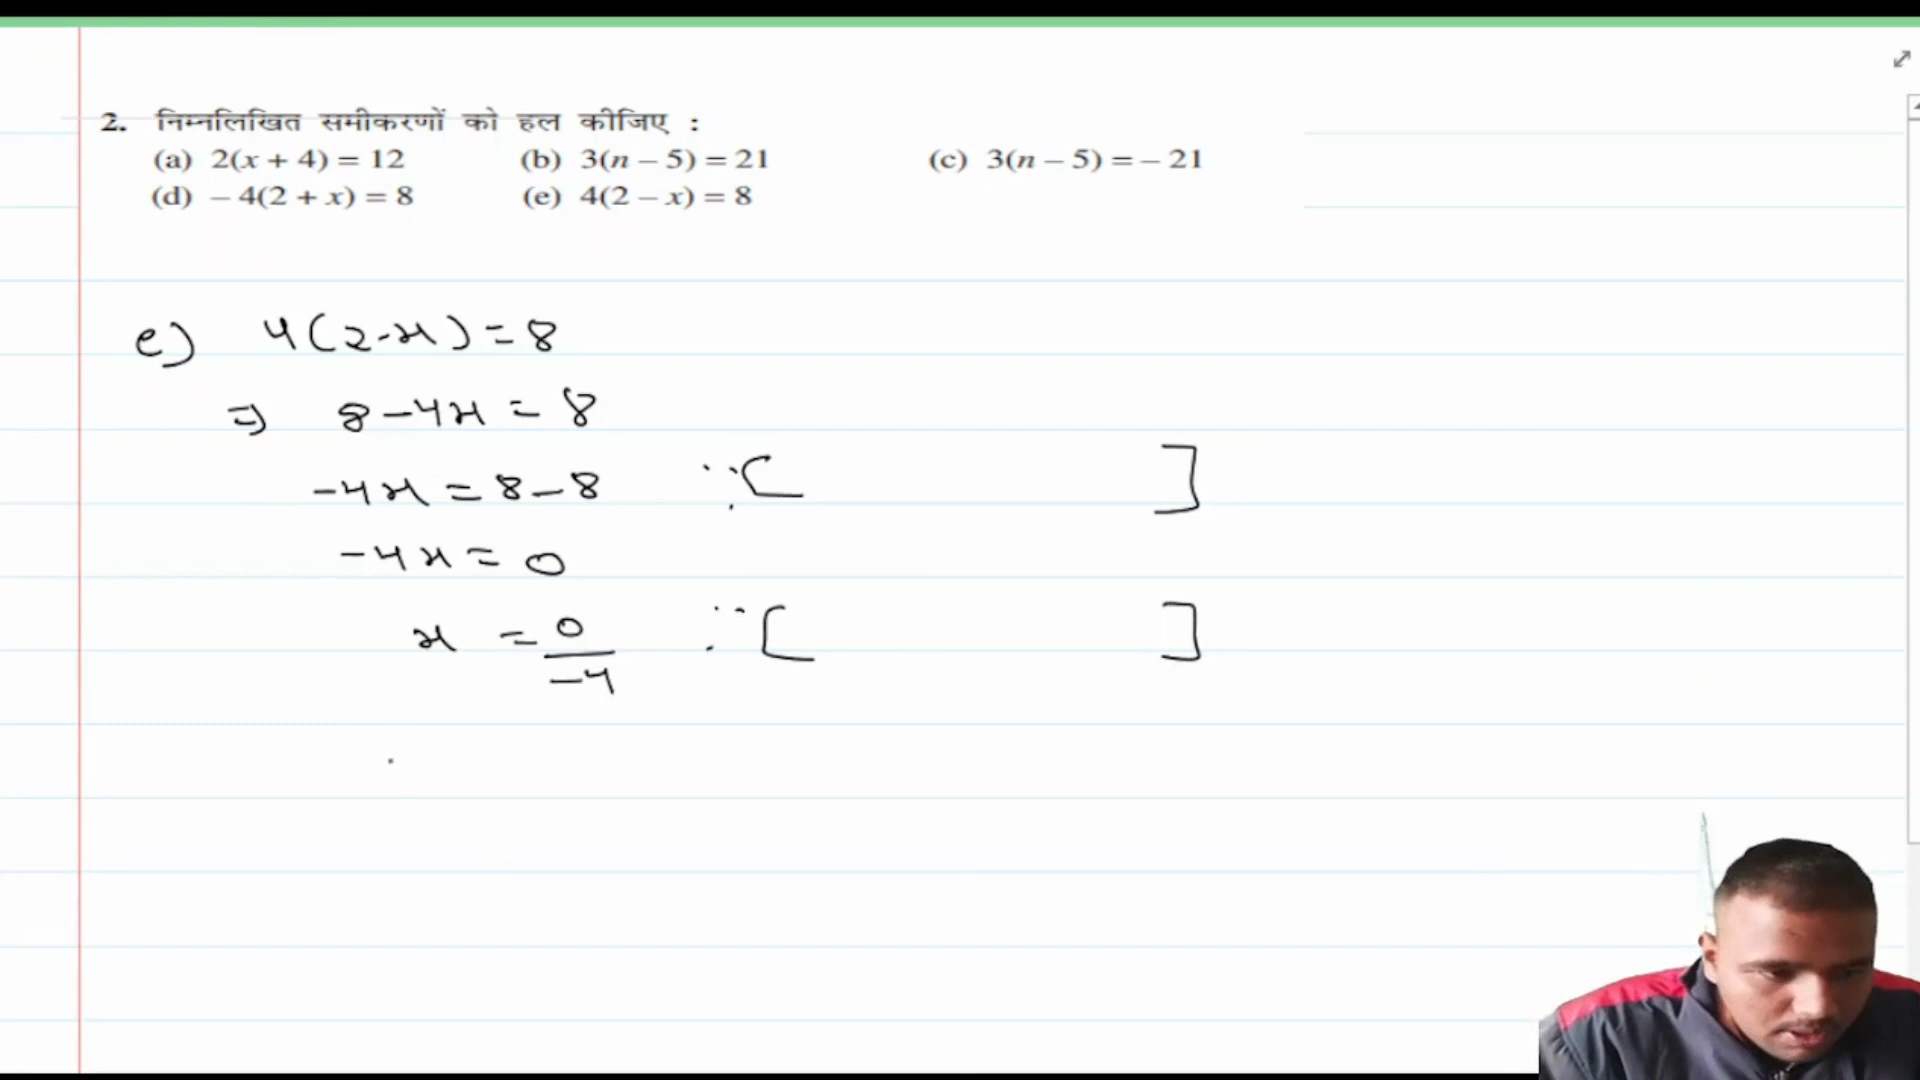 2. निम्नलिखित समीकरणों को हल कीजिए :
(a) 2(x + 4) = 12 (b) 3(n – 5) = 21 (c) 3(n – 5) = – 21
(d) – 4(2 + x) = 8 (e) 4(2 – x) = 8
e) 4(2-x)=8
⇒ 8-4x=8
-4x=8-8 ∵[ ]
-4x=0
x=0/-4 ∵[ ]